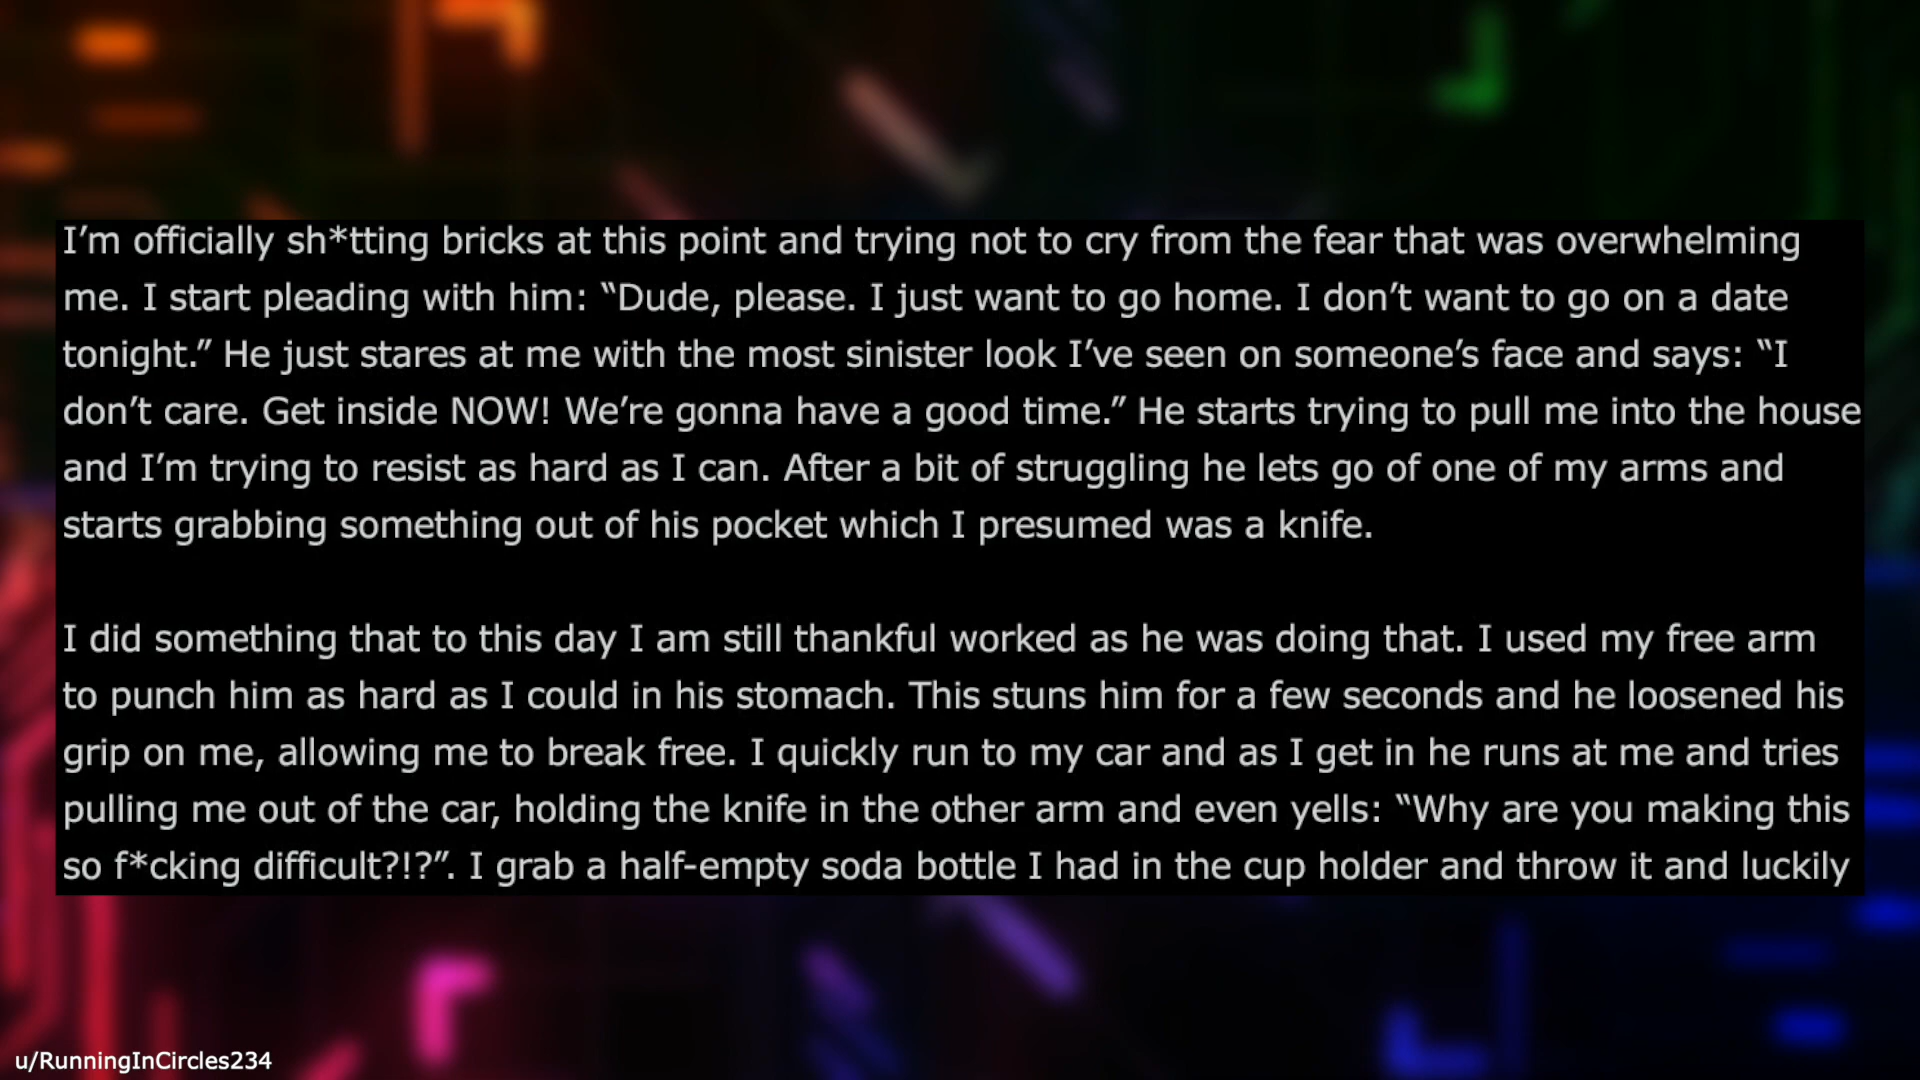 I’m officially sh*tting bricks at this point and trying not to cry from the fear that was overwhelming
me. I start pleading with him: “Dude, please. I just want to go home. I don’t want to go on a date
tonight.” He just stares at me with the most sinister look I’ve seen on someone’s face and says: “I
don’t care. Get inside NOW! We’re gonna have a good time.” He starts trying to pull me into the house
and I’m trying to resist as hard as I can. After a bit of struggling he lets go of one of my arms and
starts grabbing something out of his pocket which I presumed was a knife.
I did something that to this day I am still thankful worked as he was doing that. I used my free arm
to punch him as hard as I could in his stomach. This stuns him for a few seconds and he loosened his
grip on me, allowing me to break free. I quickly run to my car and as I get in he runs at me and tries
pulling me out of the car, holding the knife in the other arm and even yells: “Why are you making this
so f*cking difficult?!?”. I grab a half-empty soda bottle I had in the cup holder and throw it and luckily
u/RunningInCircles234